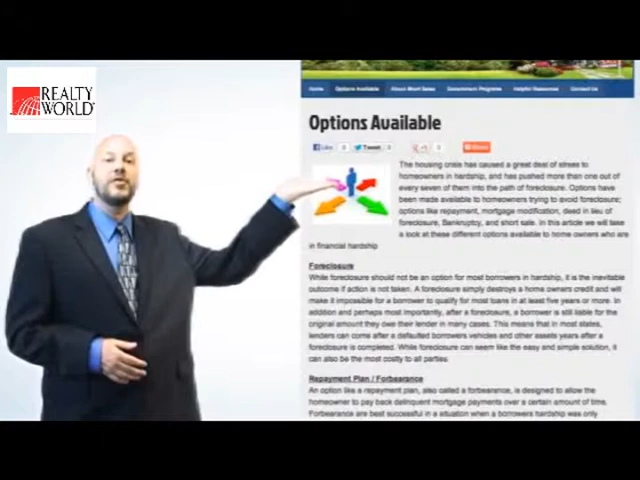 REALTY
WORLD
Home Options Available About Short Sales Government Programs Helpful Resources Contact Us
Options Available
Like 0 Tweet 0 +1 0 Share
The housing crisis has caused a great deal of stress to
homeowners in hardship, and has pushed more than one out of
every seven of them into the path of foreclosure. Options have
been made available to homeowners trying to avoid foreclosure;
options like repayment, mortgage modification, deed in lieu of
foreclosure, Bankruptcy, and short sale. In this article we will take
a look at these different options available to home owners who are
in financial hardship
Foreclosure
While foreclosure should not be an option for most borrowers in hardship, it is the inevitable
outcome if action is not taken. A foreclosure simply destroys a home owners credit and will
make it impossible for a borrower to qualify for most loans in at least five years or more. In
addition and perhaps most importantly, after a foreclosure, a borrower is still liable for the
original amount they owe their lender in many cases. This means that in most states,
lenders can come after a defaulted borrowers vehicles and other assets years after a
foreclosure is completed. While foreclosure can seem like the easy and simple solution, it
can also be the most costly to all parties.
Repayment Plan / Forbearance
An option like a repayment plan, also called a forbearance, is designed to allow the
homeowner to pay back delinquent mortgage payments over a certain amount of time.
Forbearance are best successful in a situation when a borrowers hardship was only